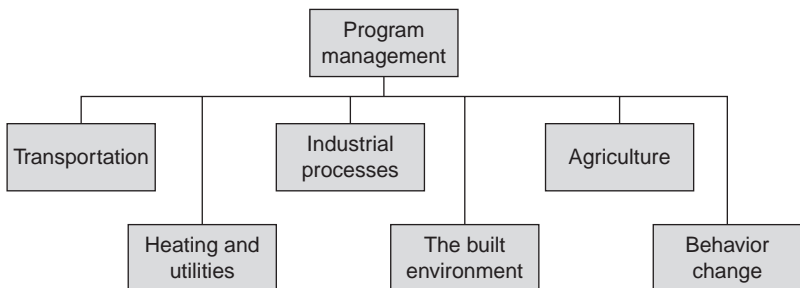 Program
management
Transportation
Industrial
processes
Agriculture
Heating and
utilities
The built
environment
Behavior
change